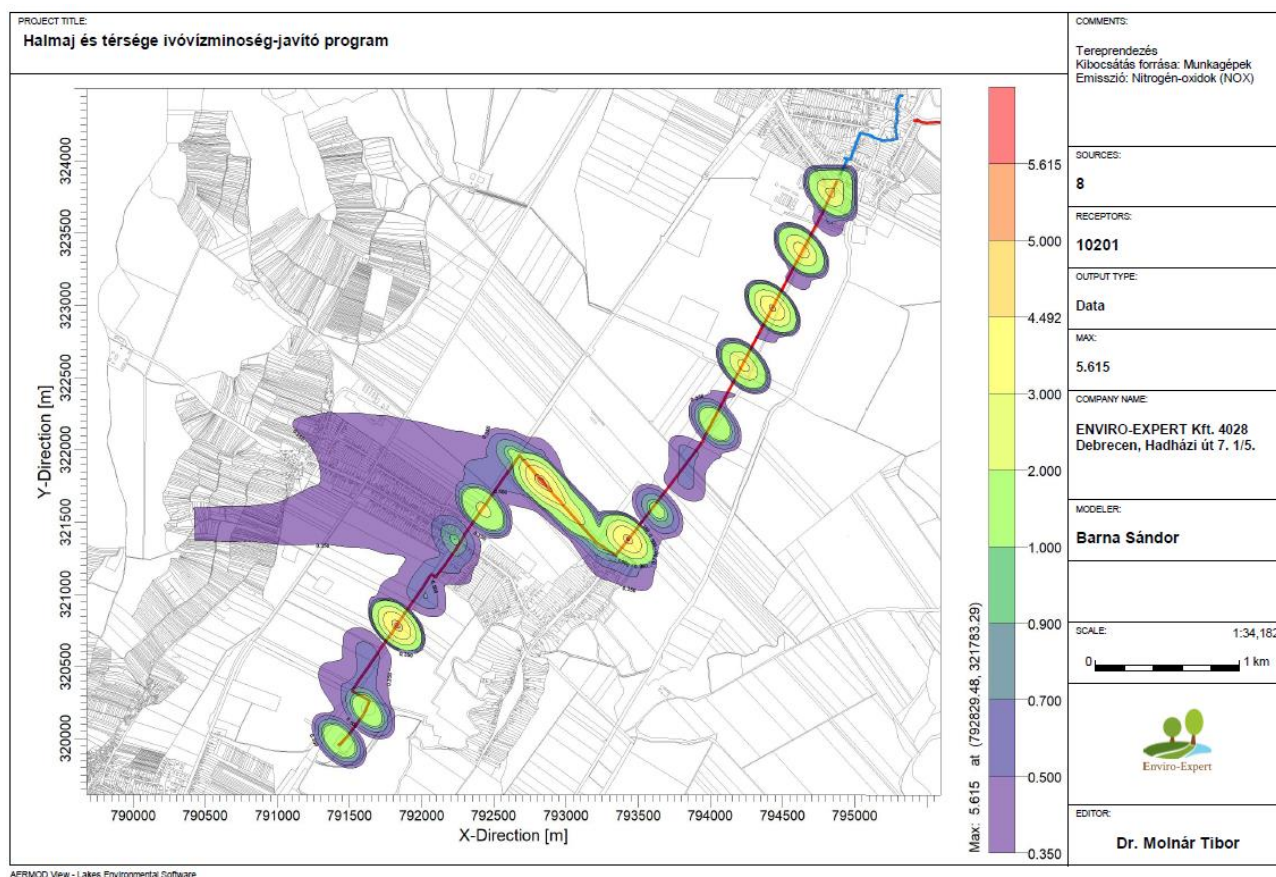 PROJECT TITLE:
Halmaj és térsége ivóvízminoség-javító program
COMMENTS:
Tereprendezés
Kibocsátás forrása: Munkagépek
Emisszió: Nitrogén-oxidok (NOX)
SOURCES:
8
RECEPTORS:
10201
OUTPUT TYPE:
Data
MAX:
5.615
COMPANY NAME:
ENVIRO-EXPERT Kft. 4028
Debrecen, Hadházi út 7. 1/5.
MODELER:
Barna Sándor
SCALE:
1:34,182
0
1 km
Enviro-Expert
EDITOR:
Dr. Molnár Tibor
Y-Direction [m]
324000
323500
323000
322500
322000
321500
321000
320500
320000
790000 790500 791000 791500 792000 792500 793000 793500 794000 794500 795000
X-Direction [m]
Max: 5.615 at (792829.48, 321783.29)
5.615
5.000
4.492
3.000
2.000
1.000
0.900
0.700
0.500
0.350
AERMOD View - Lakes Environmental Software